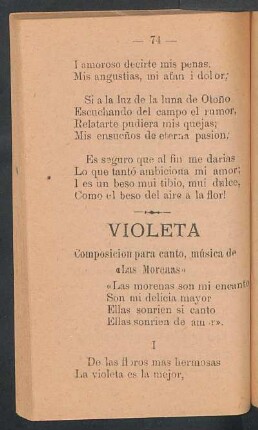 — 74 —
I amoroso decirte mis penas,
Mis angustias, mi afan i dolor;
Si a la luz de la luna de Otoño
Escuchando del campo el rumor,
Relatarte pudiera mis quejas;
Mis ensueños de eterna pasion,
Es seguro que al fin me darias
Lo que tanto ambiciona mi amor;
I es un beso mui tibio, mui dulce,
Como el beso del aire a la flor!
VIOLETA
Composicion para canto, música de
«Las Morenas»
«Las morenas son mi encanto
Son mi delicia mayor
Ellas sonrien si canto
Ellas sonrien de amor».
I
De las flores mas hermosas
La violeta es la mejor,